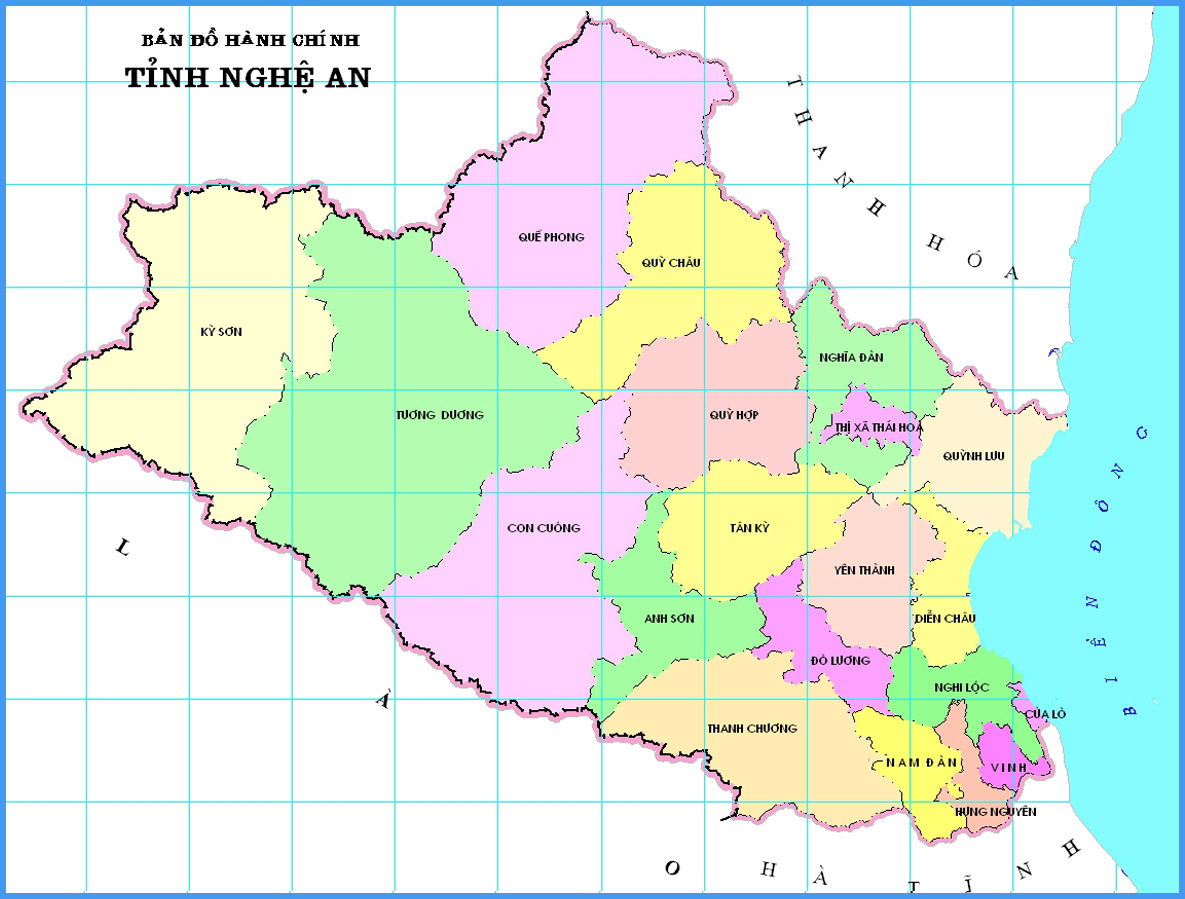 BẢN ĐỒ HÀNH CHÍNH
TỈNH NGHỆ AN
THANH HÓA
QUẾ PHONG
QUỲ CHÂU
KỲ SƠN
NGHĨA ĐÀN
TƯƠNG DƯƠNG
QUỲ HỢP
THỊ XÃ THÁI HOÀ
QUỲNH LƯU
CON CUÔNG
TÂN KỲ
YÊN THÀNH
BIỂN ĐÔNG
ANH SƠN
DIỄN CHÂU
ĐÔ LƯƠNG
NGHI LỘC
CỬA LÒ
THANH CHƯƠNG
NAM ĐÀN
VINH
HƯNG NGUYÊN
LÀO
HÀ TĨNH